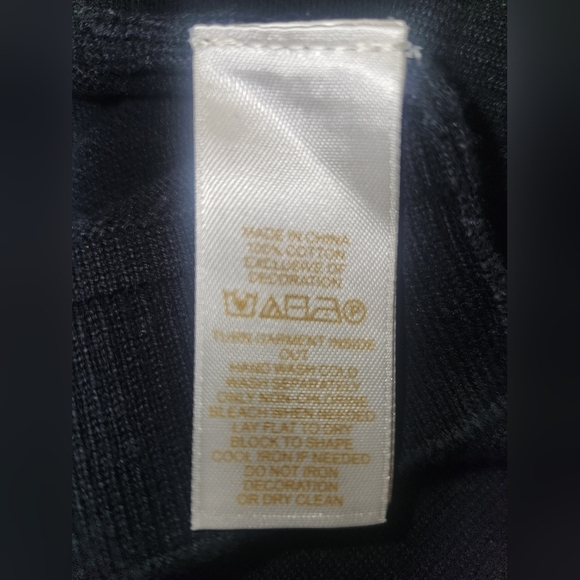 MADE IN CHINA
100% COTTON
EXCLUSIVE OF
DECORATION
P
TURN GARMENT INSIDE
OUT
HAND WASH COLD
WASH SEPARATELY
ONLY NON-CHLORINE
BLEACH WHEN NEEDED
LAY FLAT TO DRY
BLOCK TO SHAPE
COOL IRON IF NEEDED
DO NOT IRON
DECORATION
OR DRY CLEAN